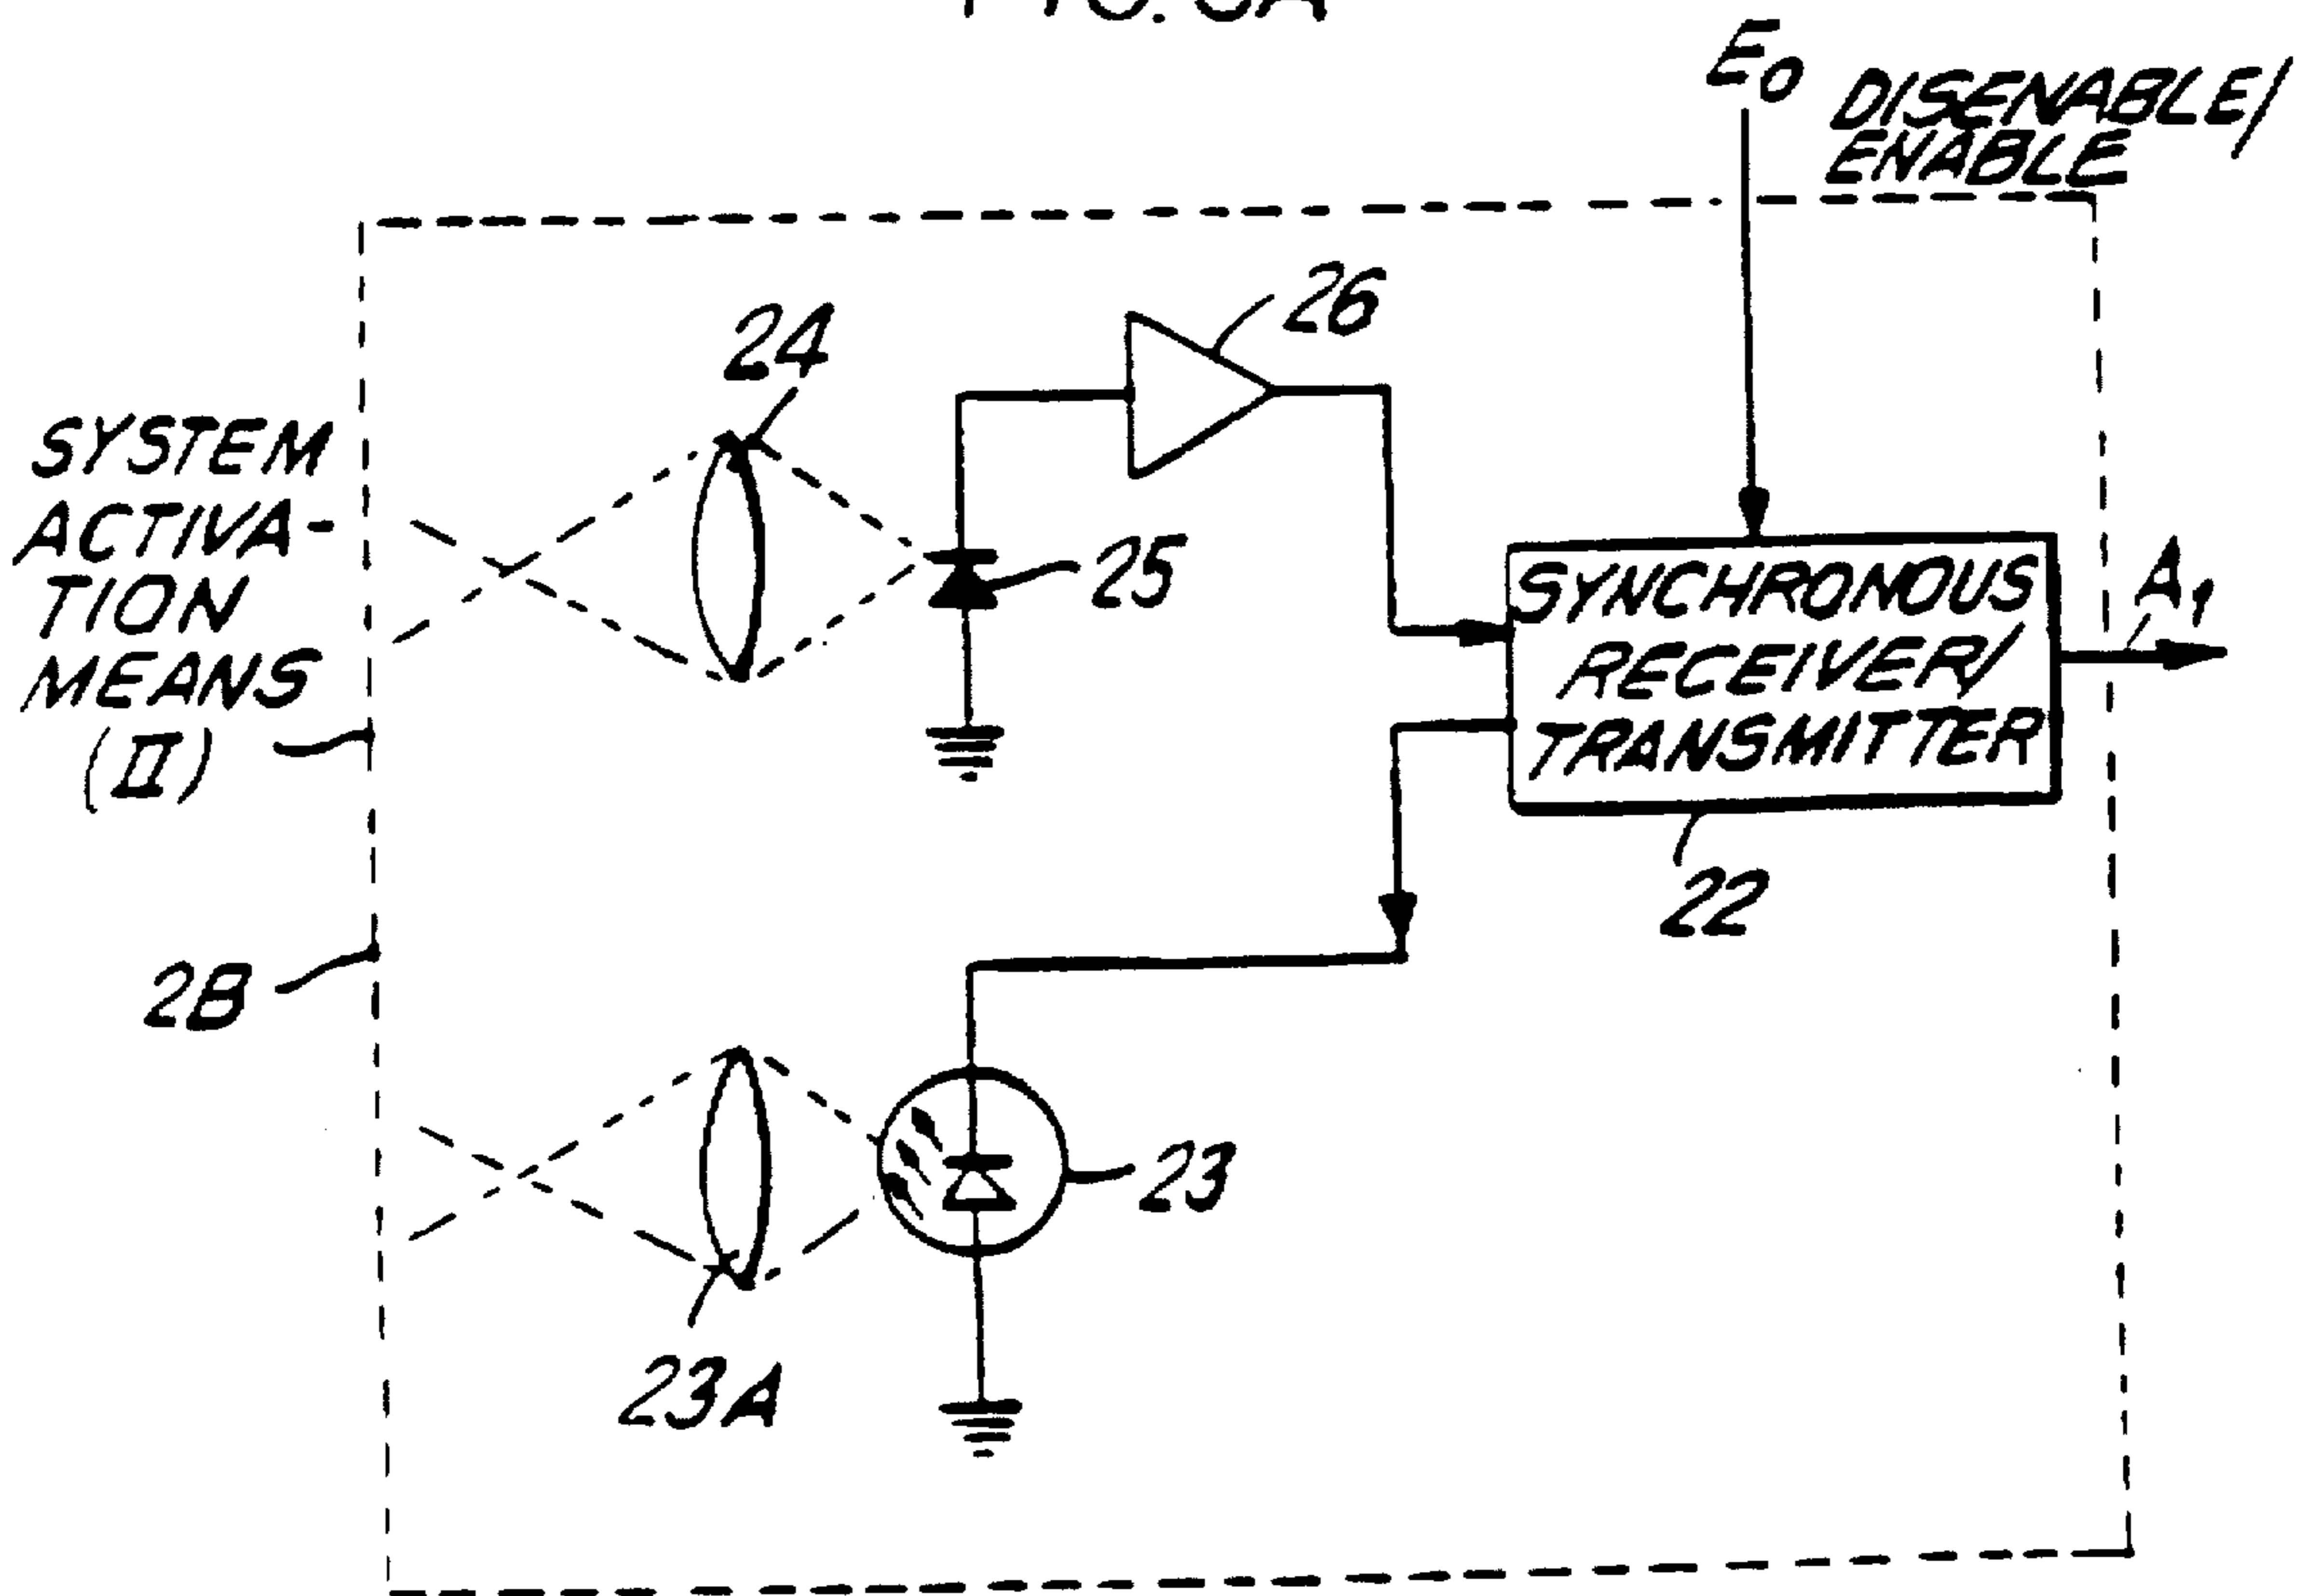 FIG.
E₀ DISENABLE/
ENABLE
24
26
25
SYSTEM
ACTIVA-
TION
MEANS
(II)
SYNCHRONOUS
RECEIVER/
TRANSMITTER
A₁
22
2B
23
23A